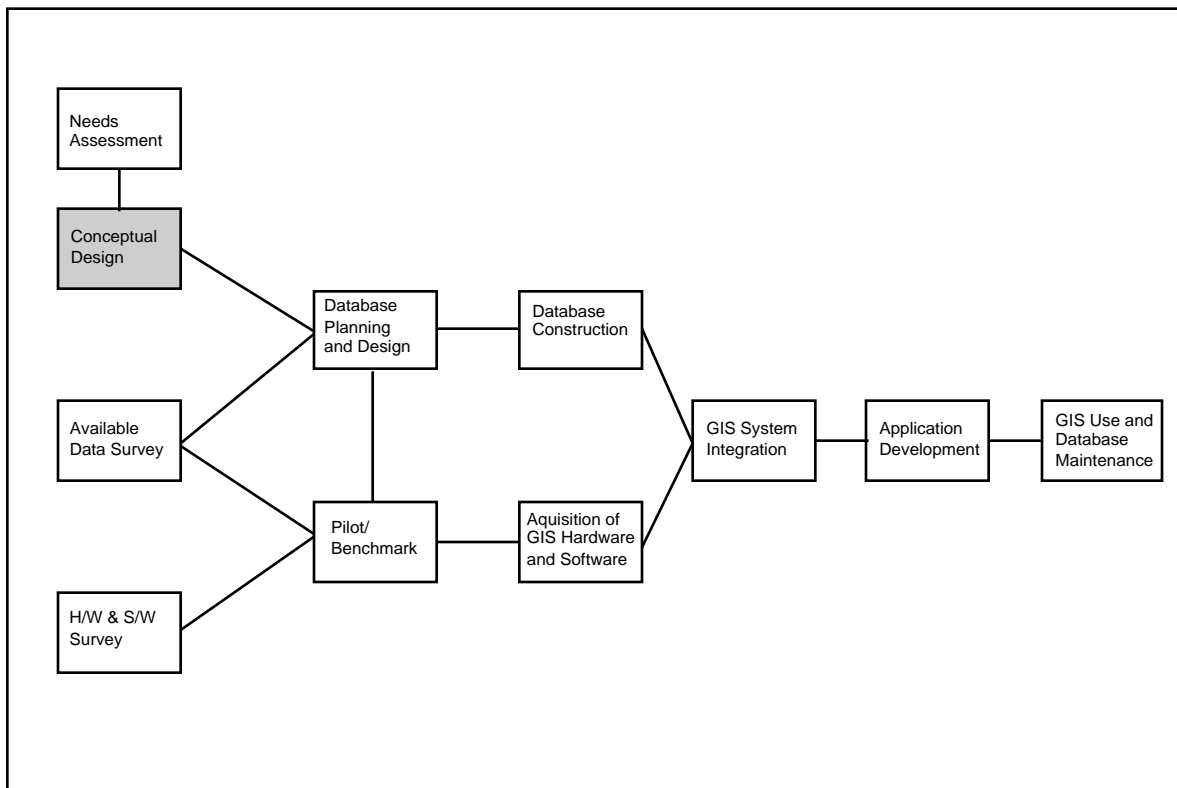 Needs
Assessment
Conceptual
Design
Available
Data Survey
H/W & S/W
Survey
Database
Planning
and Design
Pilot/
Benchmark
Database
Construction
Aquisition of
GIS Hardware
and Software
GIS System
Integration
Application
Development
GIS Use and
Database
Maintenance